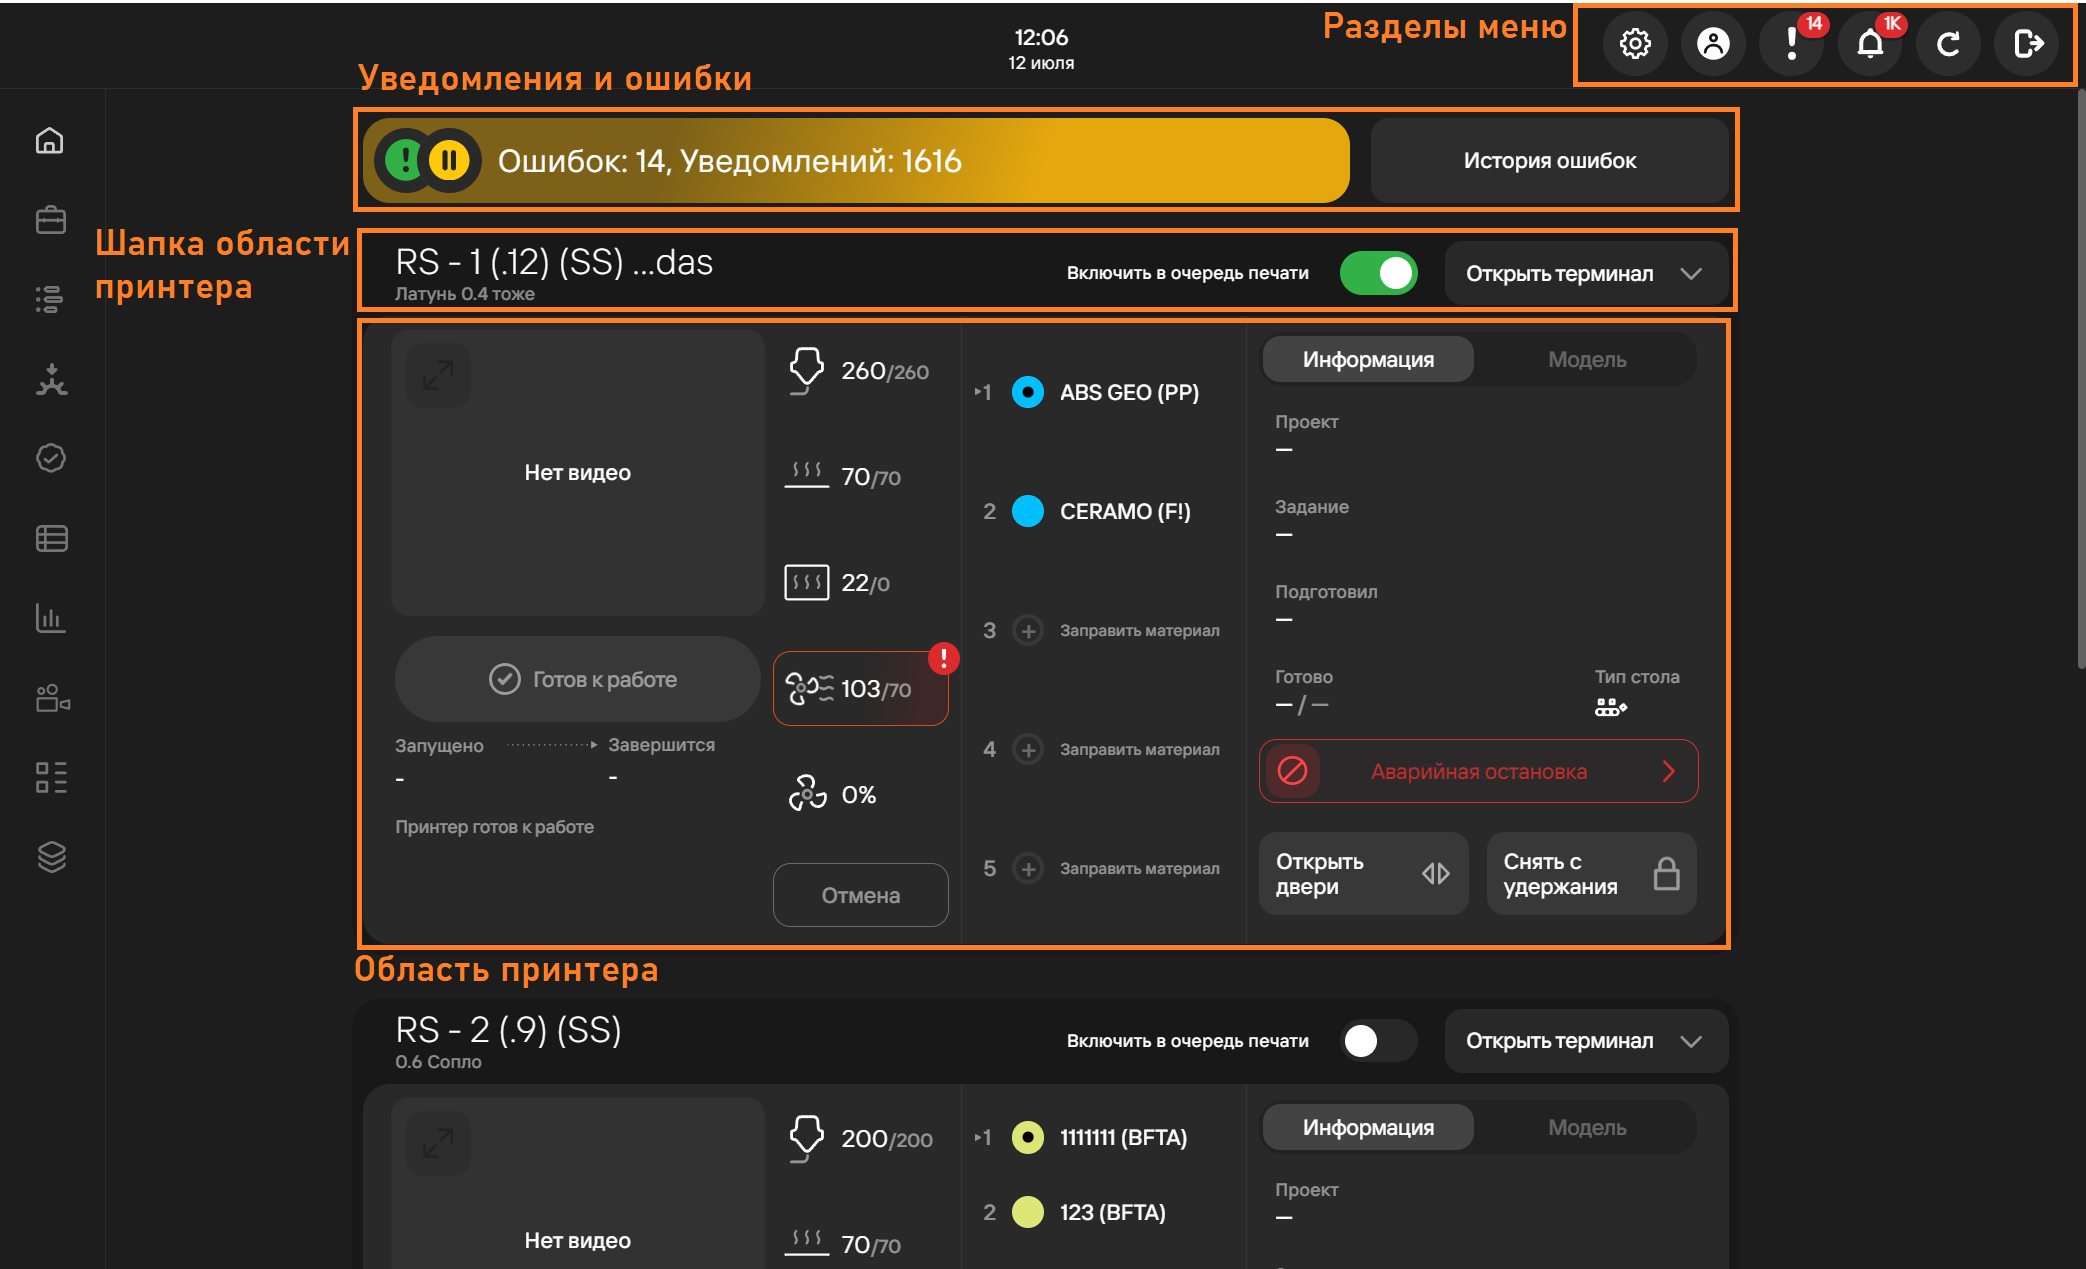 12:06
12 июля
Разделы меню
14
1K
Уведомления и ошибки
Ошибок: 14, Уведомлений: 1616
История ошибок
Шапка области
принтера
RS - 1 (.12) (SS) ...das
Латунь 0.4 тоже
Включить в очередь печати
Открыть терминал
Нет видео
Готов к работе
Запущено
Завершится
-
-
Принтер готов к работе
260/260
70/70
22/0
103/70
0%
Отмена
1 ABS GEO (PP)
2 CERAMO (F!)
3 Заправить материал
4 Заправить материал
5 Заправить материал
Информация
Модель
Проект
—
Задание
—
Подготовил
—
Готово
— / —
Тип стола
Аварийная остановка
Открыть
двери
Снять с
удержания
Область принтера
RS - 2 (.9) (SS)
0.6 Сопло
Включить в очередь печати
Открыть терминал
Нет видео
200/200
70/70
1 1111111 (BFTA)
2 123 (BFTA)
Информация
Модель
Проект
—